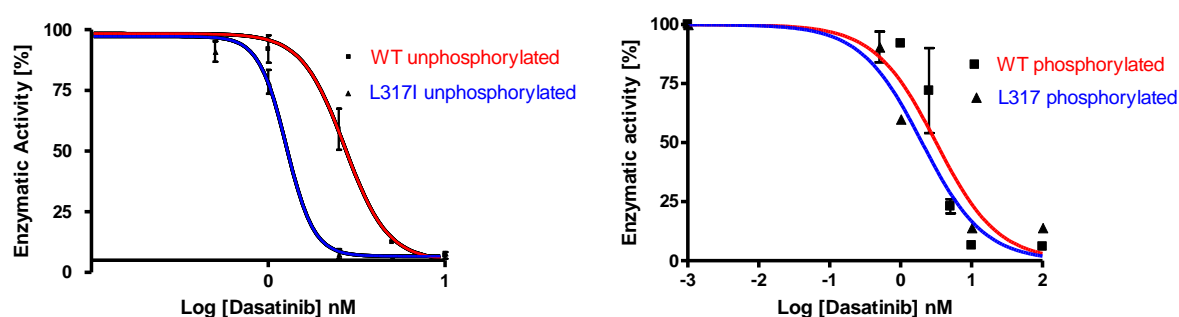 Enzymatic Activity [%]
100
75
50
25
0
0
1
Log [Dasatinib] nM
WT unphosphorylated
L317I unphosphorylated
Enzymatic activity [%]
100
75
50
25
0
-3
-2
-1
0
1
2
Log [Dasatinib] nM
WT phosphorylated
L317 phosphorylated